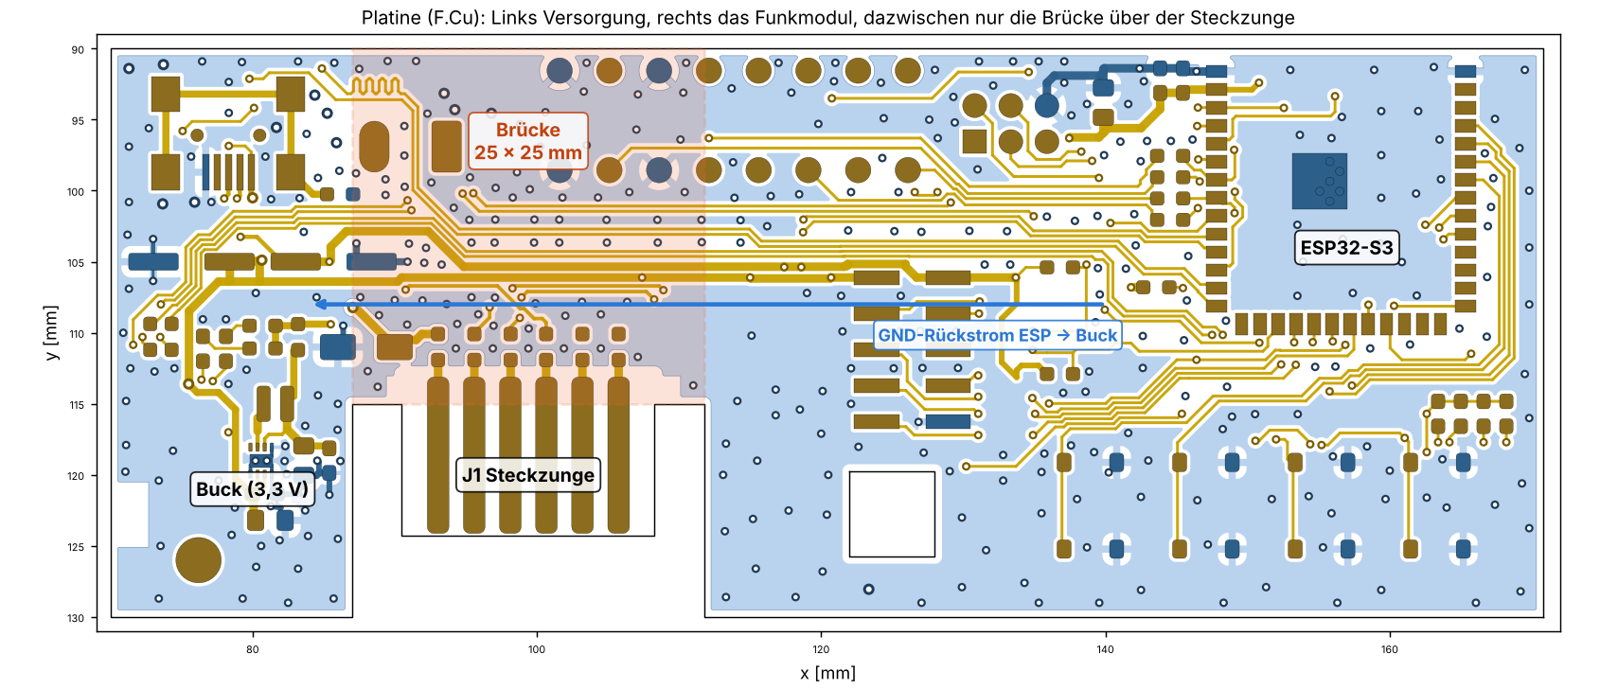 Platine (F.Cu): Links Versorgung, rechts das Funkmodul, dazwischen nur die Brücke über der Steckzunge
90
95
100
105
110
115
120
125
130
y [mm]
Brücke
25 × 25 mm
ESP32-S3
GND-Rückstrom ESP → Buck
J1 Steckzunge
Buck (3,3 V)
80
100
120
140
160
x [mm]